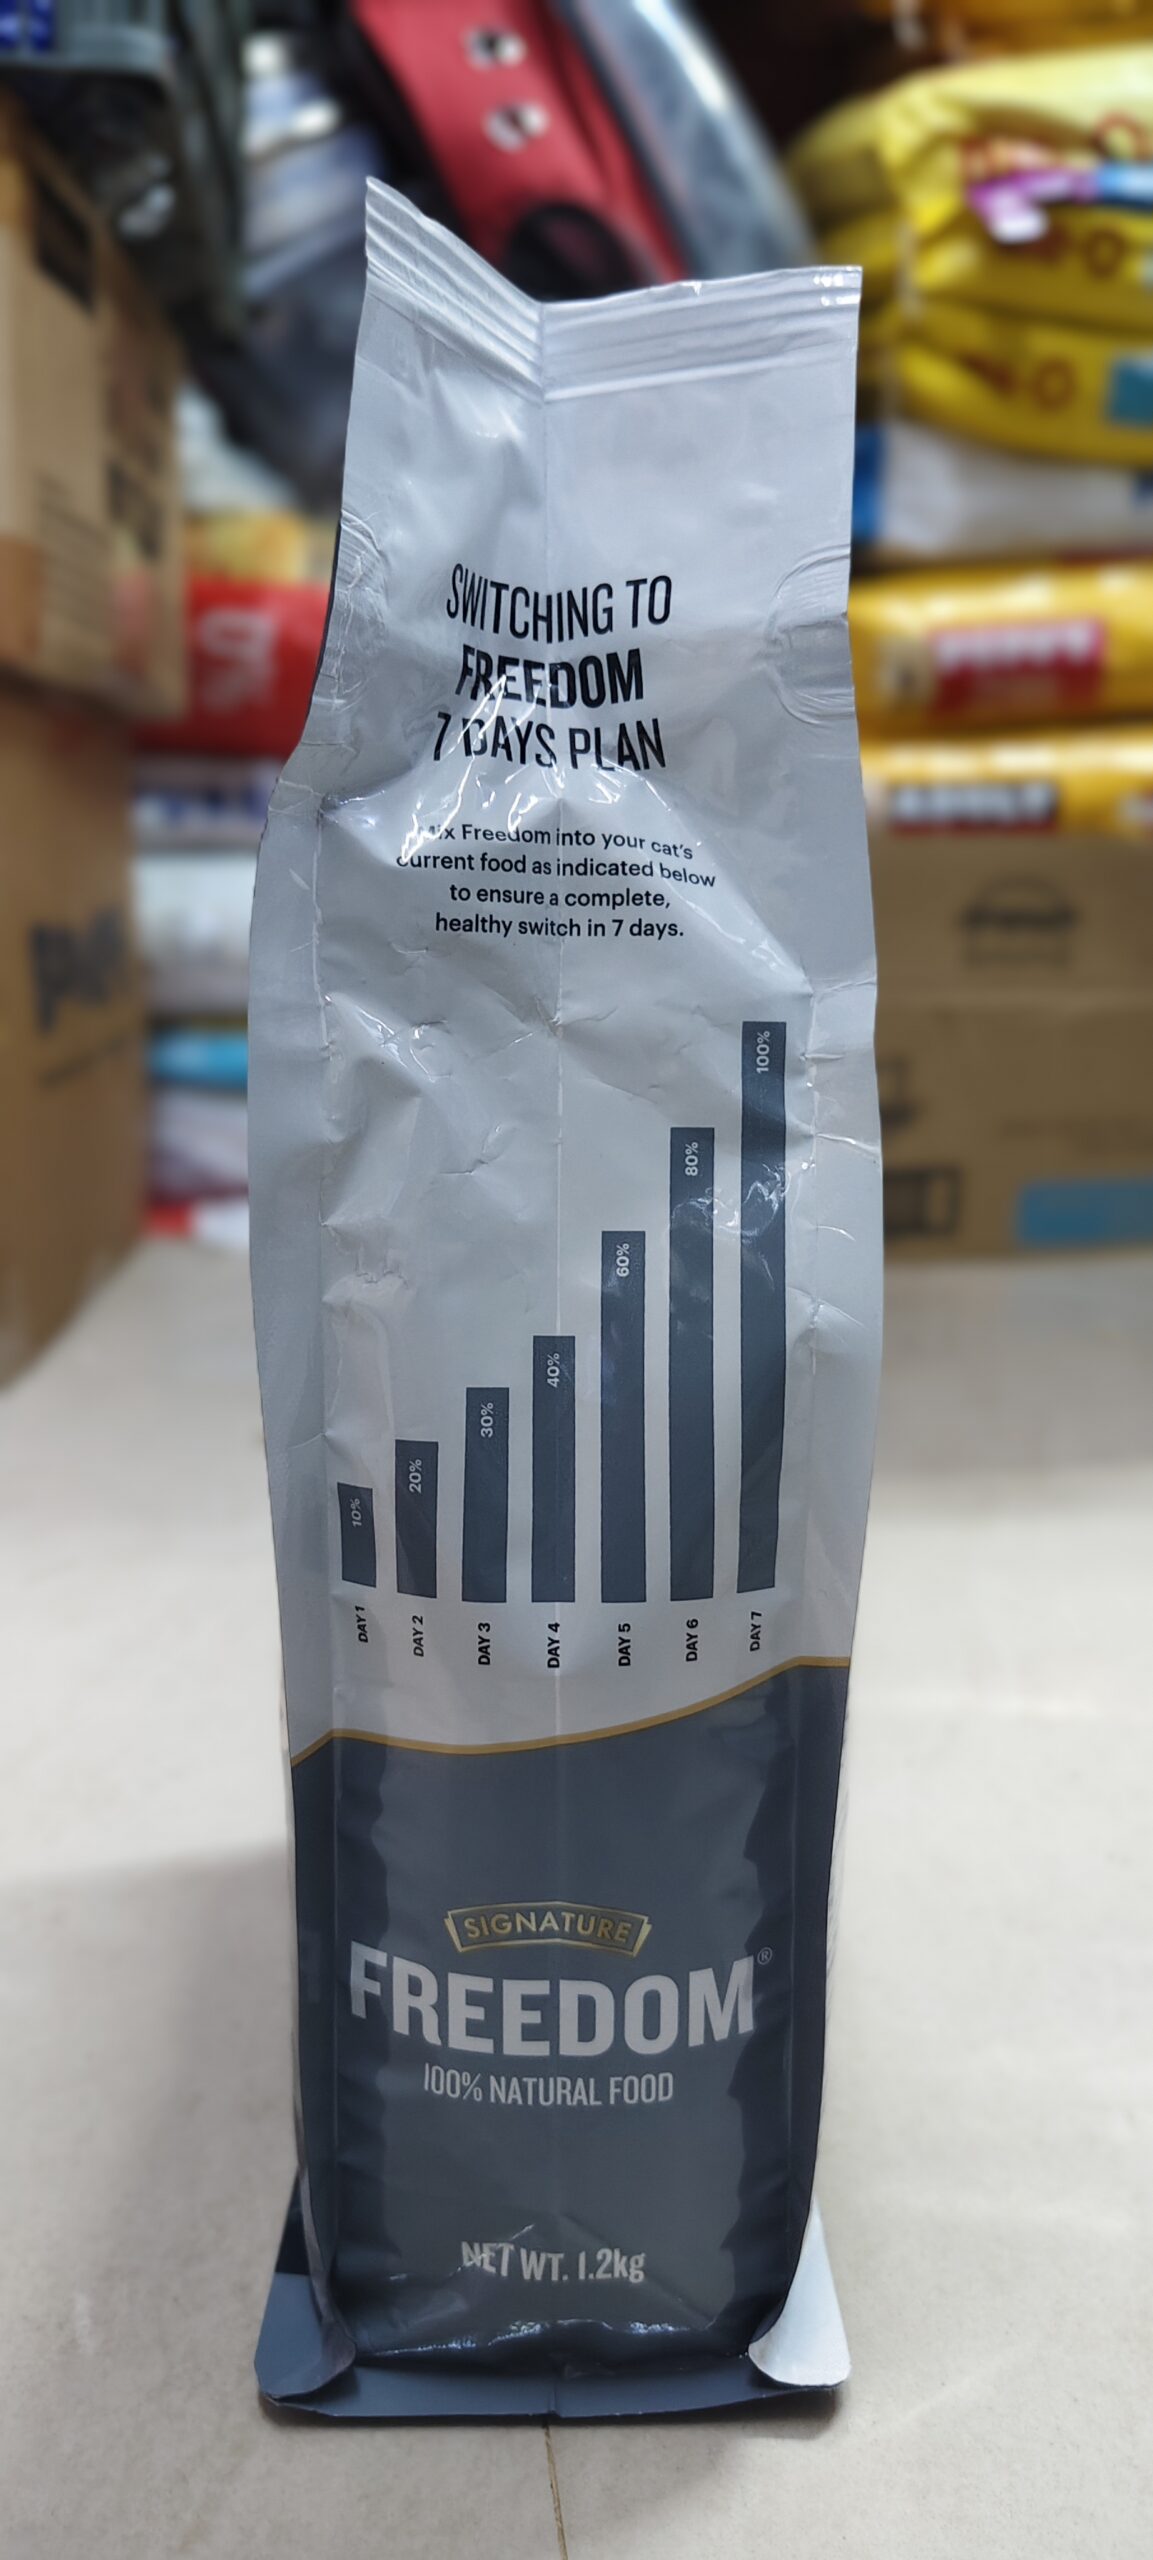 SWITCHING TO
FREEDOM
7 DAYS PLAN
Mix Freedom into your cat's
current food as indicated below
to ensure a complete,
healthy switch in 7 days.
10%
20%
30%
40%
60%
80%
100%
DAY 1
DAY 2
DAY 3
DAY 4
DAY 5
DAY 6
DAY 7
SIGNATURE
FREEDOM®
100% NATURAL FOOD
NET WT. 1.2kg
ADULT